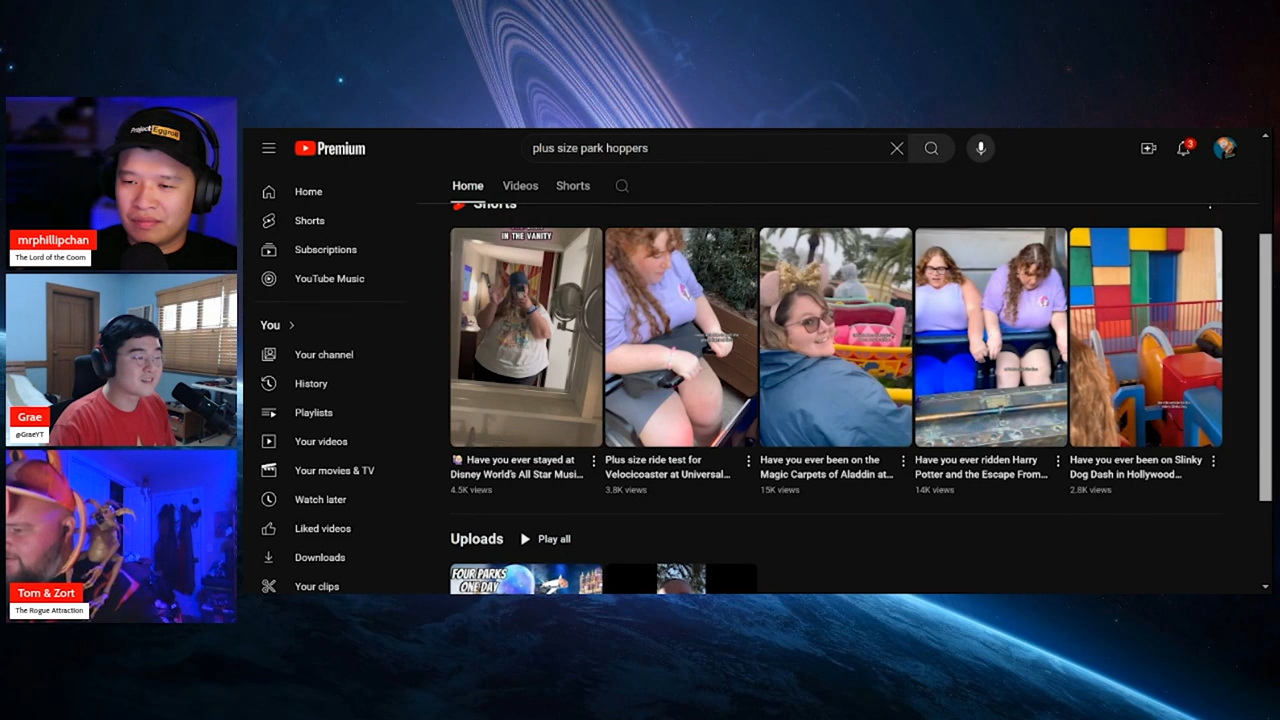 Project Eggroll
mrphillipchan
The Lord of the Coom
Grae
@GraeYT
Tom & Zort
The Rogue Attraction
Premium
plus size park hoppers
3
Home
Videos
Shorts
Home
Shorts
Subscriptions
YouTube Music
You
Your channel
History
Playlists
Your videos
Your movies & TV
Watch later
Liked videos
Downloads
Your clips
Shorts
IN THE VANITY
Have you ever stayed at
Disney World's All Star Musi...
4.5K views
Plus size ride test for
Velocicoaster at Universal...
3.8K views
Have you ever been on the
Magic Carpets of Aladdin at...
15K views
Have you ever ridden Harry
Potter and the Escape From...
14K views
Have you ever been on Slinky
Dog Dash in Hollywood...
2.8K views
Uploads
Play all
FOUR PARKS
ONE DAY